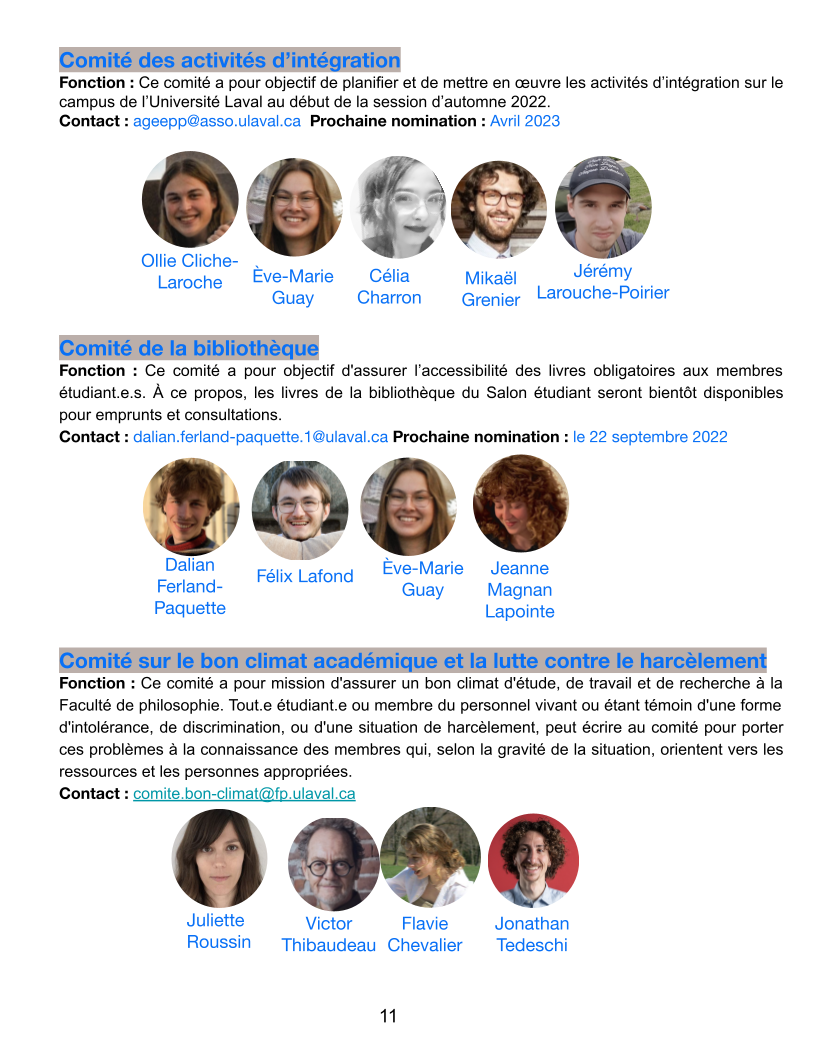 Comité des activités d’intégration
Fonction : Ce comité a pour objectif de planifier et de mettre en œuvre les activités d’intégration sur le
campus de l’Université Laval au début de la session d’automne 2022.
Contact : ageepp@asso.ulaval.ca  Prochaine nomination : Avril 2023
Ollie Cliche-
Laroche
Ève-Marie
Guay
Célia
Charron
Mikaël
Grenier
Jérémy
Larouche-Poirier
Comité de la bibliothèque
Fonction : Ce comité a pour objectif d'assurer l’accessibilité des livres obligatoires aux membres
étudiant.e.s. À ce propos, les livres de la bibliothèque du Salon étudiant seront bientôt disponibles
pour emprunts et consultations.
Contact : dalian.ferland-paquette.1@ulaval.ca Prochaine nomination : le 22 septembre 2022
Dalian
Ferland-
Paquette
Félix Lafond
Ève-Marie
Guay
Jeanne
Magnan
Lapointe
Comité sur le bon climat académique et la lutte contre le harcèlement
Fonction : Ce comité a pour mission d'assurer un bon climat d'étude, de travail et de recherche à la
Faculté de philosophie. Tout.e étudiant.e ou membre du personnel vivant ou étant témoin d'une forme
d'intolérance, de discrimination, ou d'une situation de harcèlement, peut écrire au comité pour porter
ces problèmes à la connaissance des membres qui, selon la gravité de la situation, orientent vers les
ressources et les personnes appropriées.
Contact : comite.bon-climat@fp.ulaval.ca
Juliette
Roussin
Victor
Thibaudeau
Flavie
Chevalier
Jonathan
Tedeschi
11